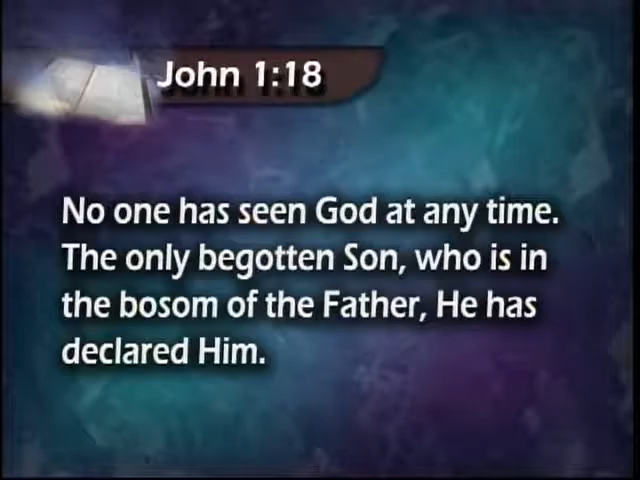 John 1:18
No one has seen God at any time.
The only begotten Son, who is in
the bosom of the Father, He has
declared Him.